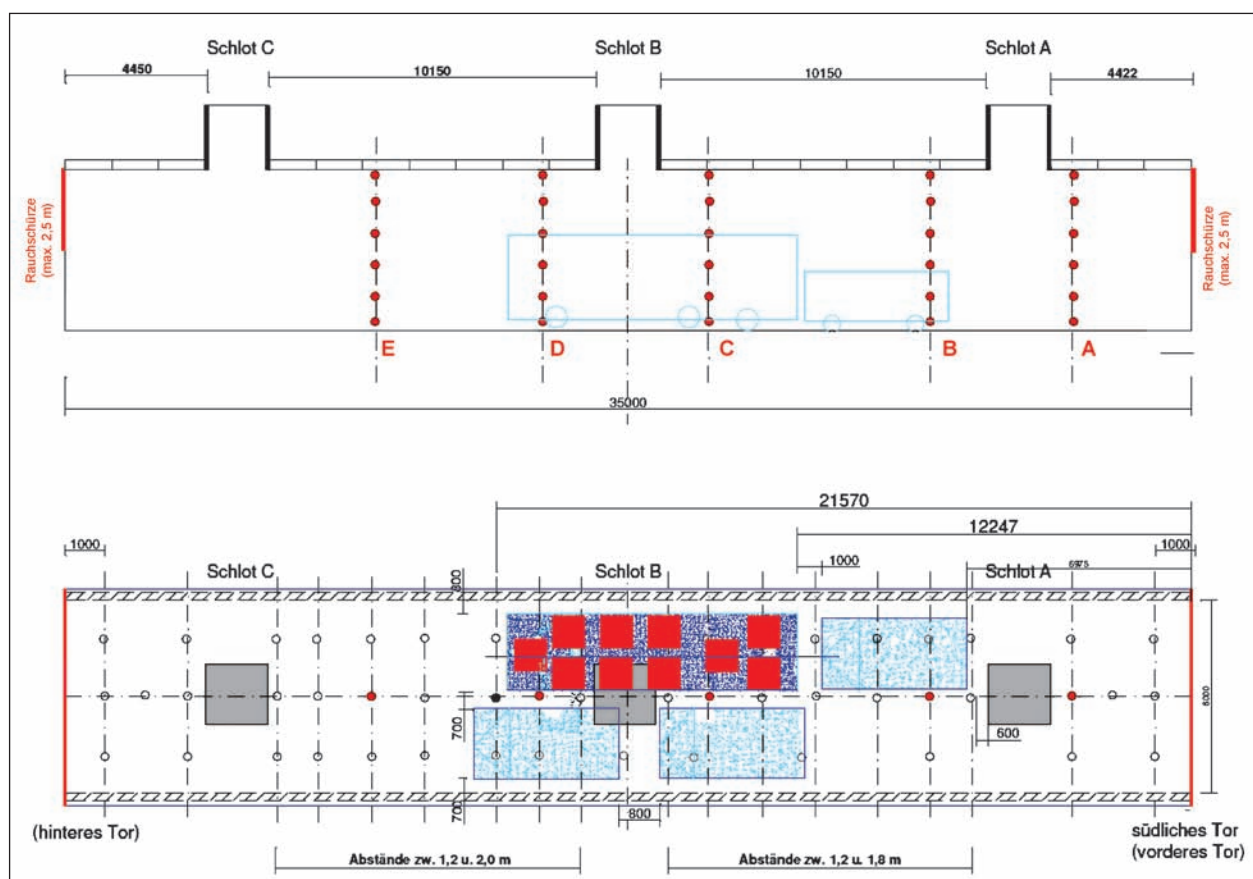 Schlot C
Schlot B
Schlot A
4450
10150
10150
4422
Rauchschürze
(max. 2,5 m)
Rauchschürze
(max. 2,5 m)
E
D
C
B
A
35000
21570
12247
1000
1000
1000
6975
Schlot C
Schlot B
Schlot A
800
700
700
6000
600
800
(hinteres Tor)
südliches Tor
(vorderes Tor)
Abstände zw. 1,2 u. 2,0 m
Abstände zw. 1,2 u. 1,8 m